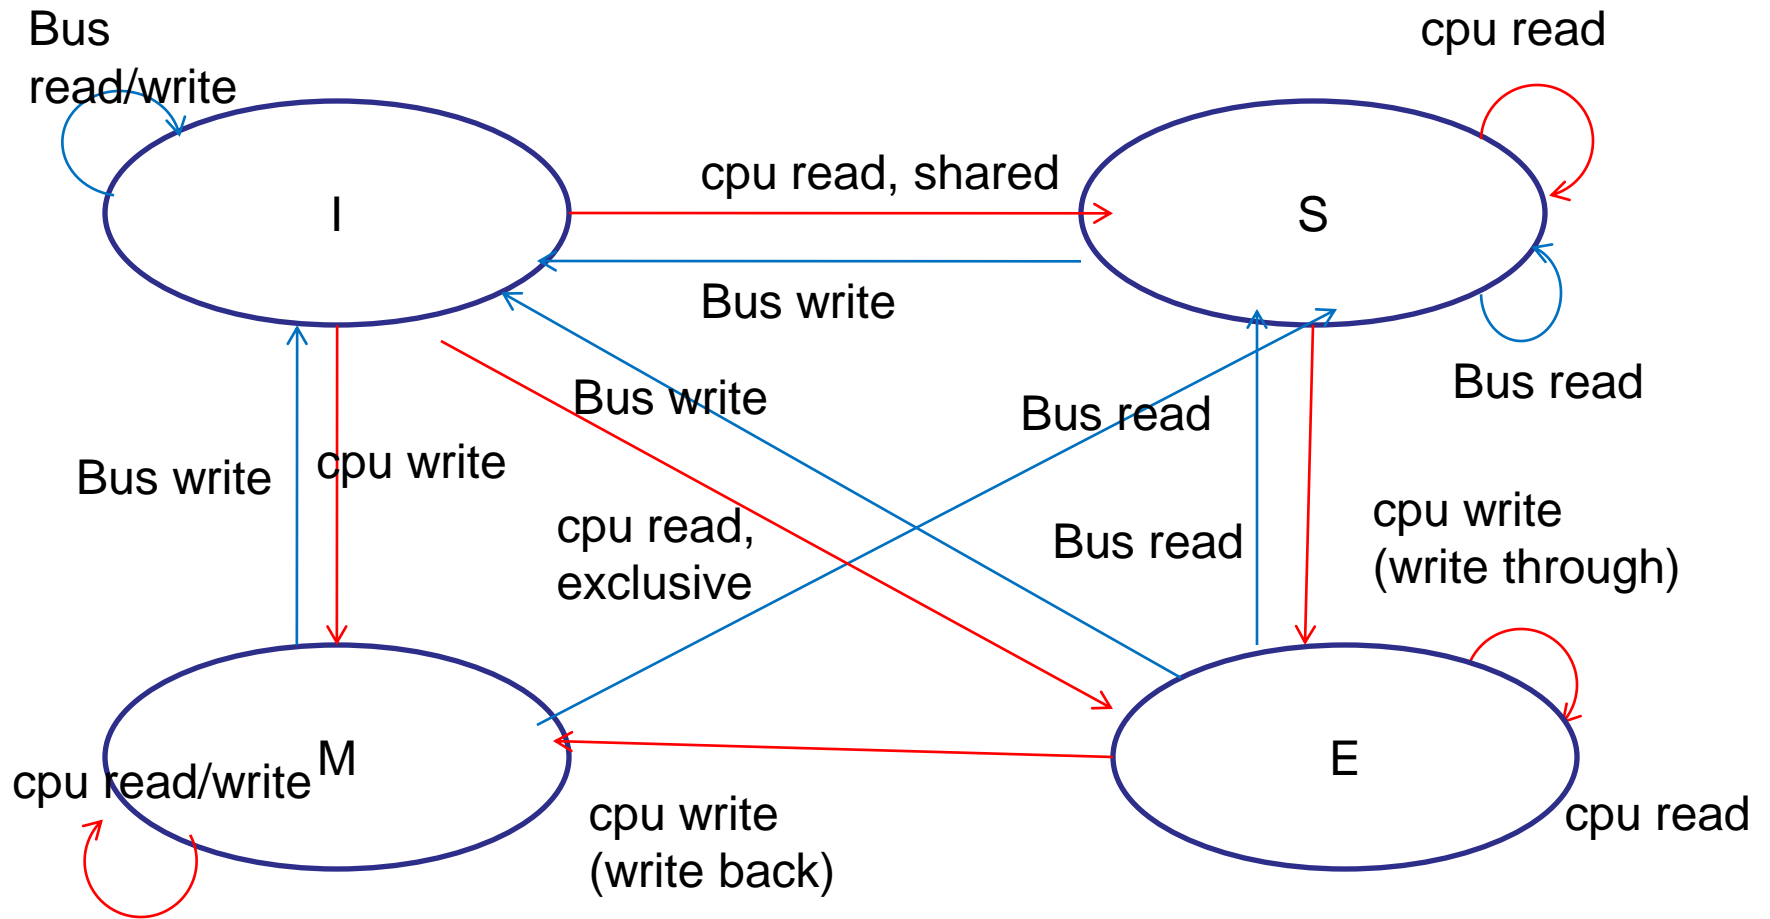 Bus
read/write
cpu read
cpu read, shared
I
S
Bus write
Bus read
Bus write
Bus read
Bus write
cpu write
cpu read,
exclusive
Bus read
cpu write
(write through)
M
E
cpu read/write
cpu write
(write back)
cpu read